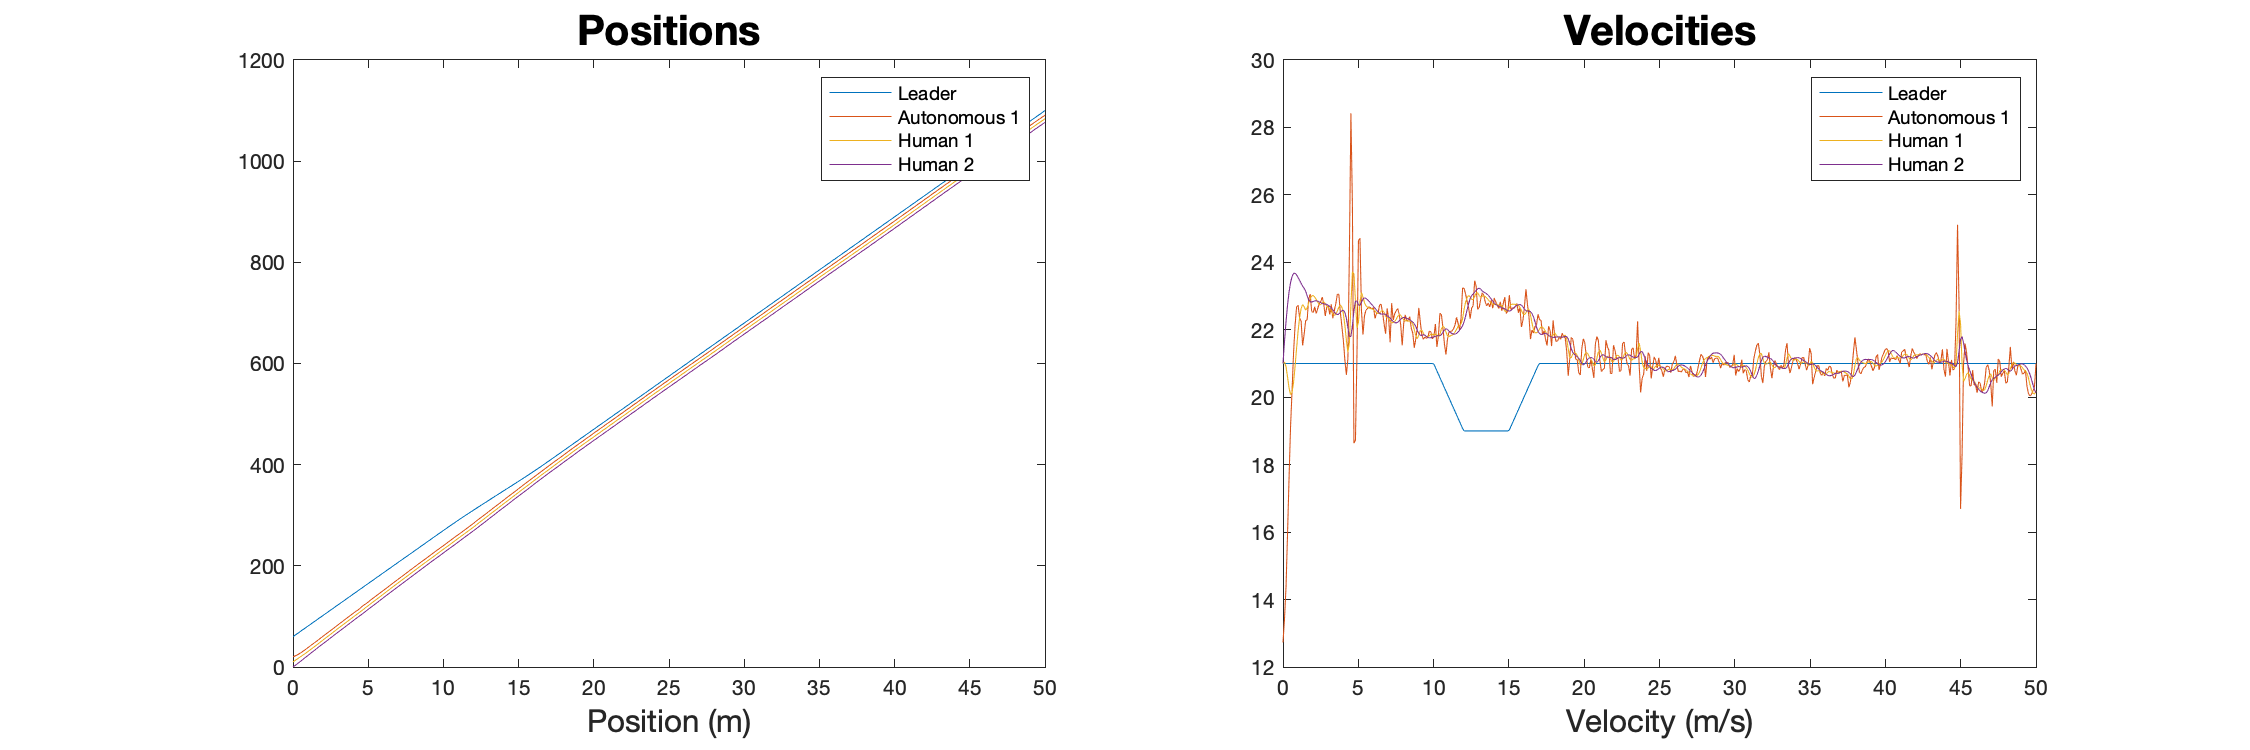 Positions
1200
1000
800
600
400
200
0
0 5 10 15 20 25 30 35 40 45 50
Position (m)
Leader
Autonomous 1
Human 1
Human 2
Velocities
30
28
26
24
22
20
18
16
14
12
0 5 10 15 20 25 30 35 40 45 50
Velocity (m/s)
Leader
Autonomous 1
Human 1
Human 2